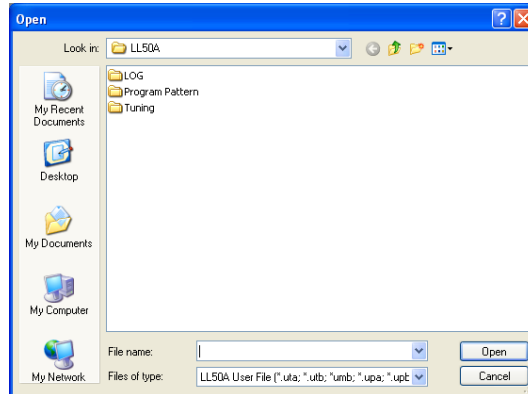 Open
Look in:
LL50A
LOG
Program Pattern
Tuning
My Recent
Documents
Desktop
My Documents
My Computer
My Network
File name:
Open
Files of type:
LL50A User File (*.uta; *.utb; *umb; *.upa; *.upb
Cancel